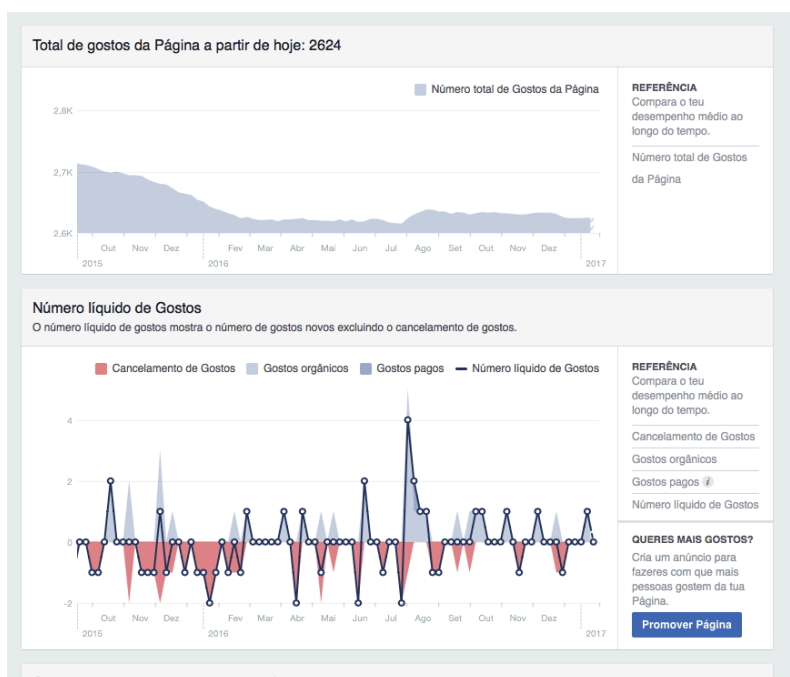 Total de gostos da Página a partir de hoje: 2624
Número total de Gostos da Página
2,8K
2,7K
2,6K
Out Nov Dez Fev Mar Abr Mai Jun Jul Ago Set Out Nov Dez
2015 2016 2017
REFERÊNCIA
Compara o teu
desempenho médio ao
longo do tempo.
Número total de Gostos
da Página
Número líquido de Gostos
O número líquido de gostos mostra o número de gostos novos excluindo o cancelamento de gostos.
Cancelamento de Gostos Gostos orgânicos Gostos pagos Número líquido de Gostos
4
2
0
-2
Out Nov Dez Fev Mar Abr Mai Jun Jul Ago Set Out Nov Dez
2015 2016 2017
REFERÊNCIA
Compara o teu
desempenho médio ao
longo do tempo.
Cancelamento de Gostos
Gostos orgânicos
Gostos pagos i
Número líquido de Gostos
QUERES MAIS GOSTOS?
Cria um anúncio para
fazeres com que mais
pessoas gostem da tua
Página.
Promover Página